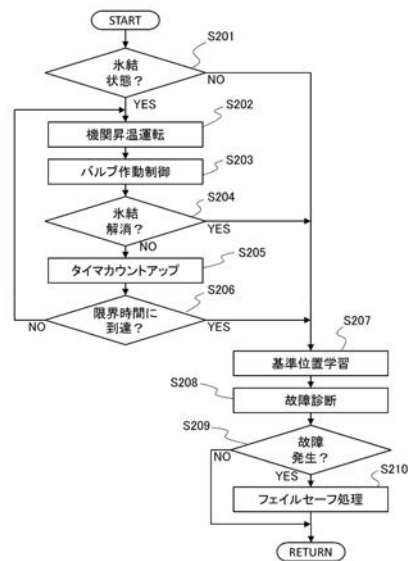 START
S201
氷結
状態？
NO
YES
S202
機関昇温運転
S203
バルブ作動制御
S204
氷結
解消？
YES
NO
S205
タイマカウントアップ
S206
限界時間に
到達？
NO
YES
S207
基準位置学習
S208
故障診断
S209
故障
発生？
NO
YES
S210
フェイルセーフ処理
RETURN